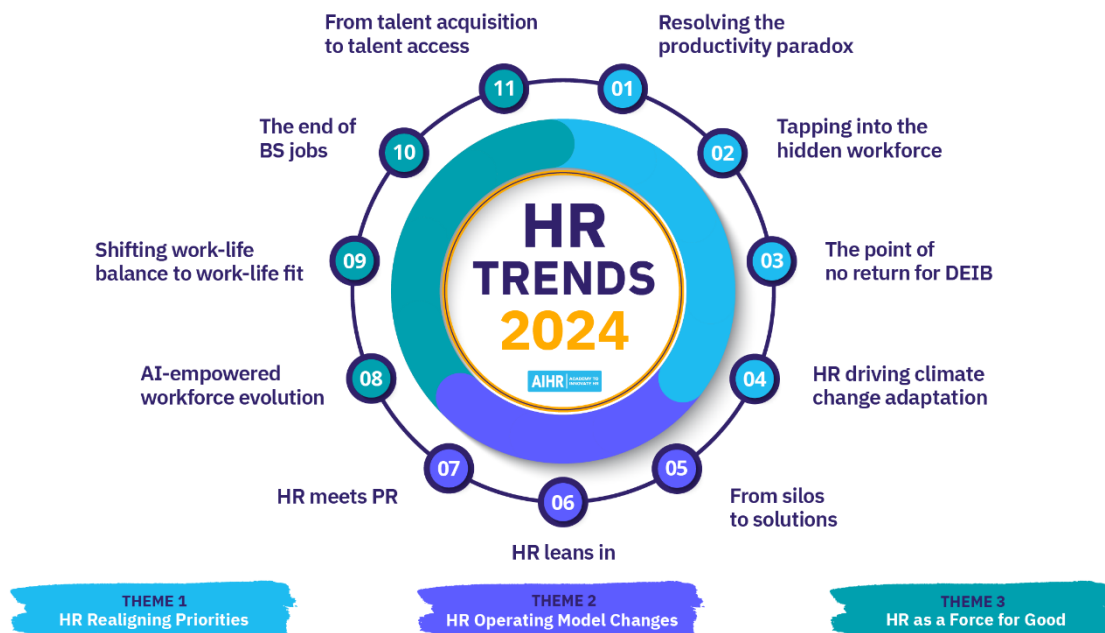 HR
TRENDS
2024
AIHR
ACADEMY TO
INNOVATE HR
01
Resolving the
productivity paradox
02
Tapping into the
hidden workforce
03
The point of
no return for DEIB
04
HR driving climate
change adaptation
05
From silos
to solutions
06
HR leans in
07
HR meets PR
08
AI-empowered
workforce evolution
09
Shifting work-life
balance to work-life fit
10
The end of
BS jobs
11
From talent acquisition
to talent access
THEME 1
HR Realigning Priorities
THEME 2
HR Operating Model Changes
THEME 3
HR as a Force for Good